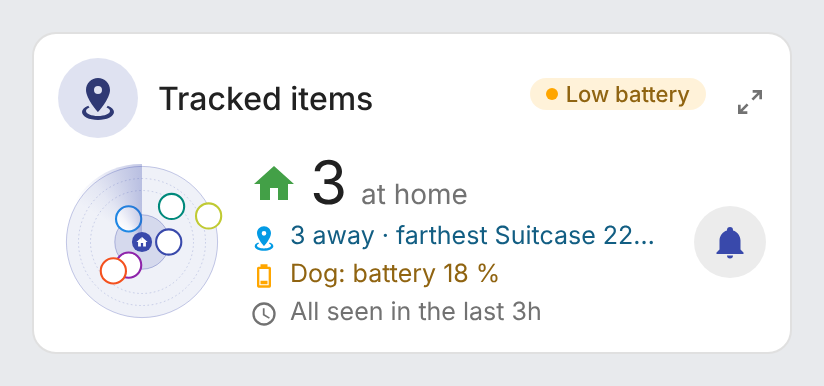 Tracked items
Low battery
3 at home
3 away · farthest Suitcase 22...
Dog: battery 18 %
All seen in the last 3h